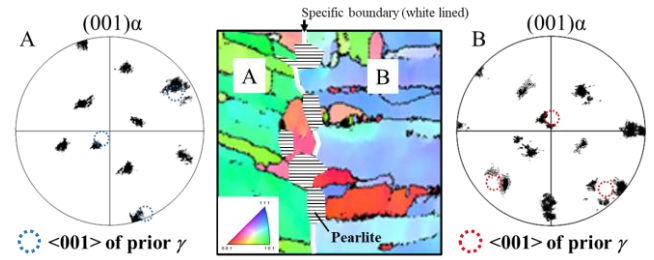 Specific boundary (white lined)
A
(001)α
A
B
111
001
101
Pearlite
B
(001)α
<001> of prior γ
<001> of prior γ